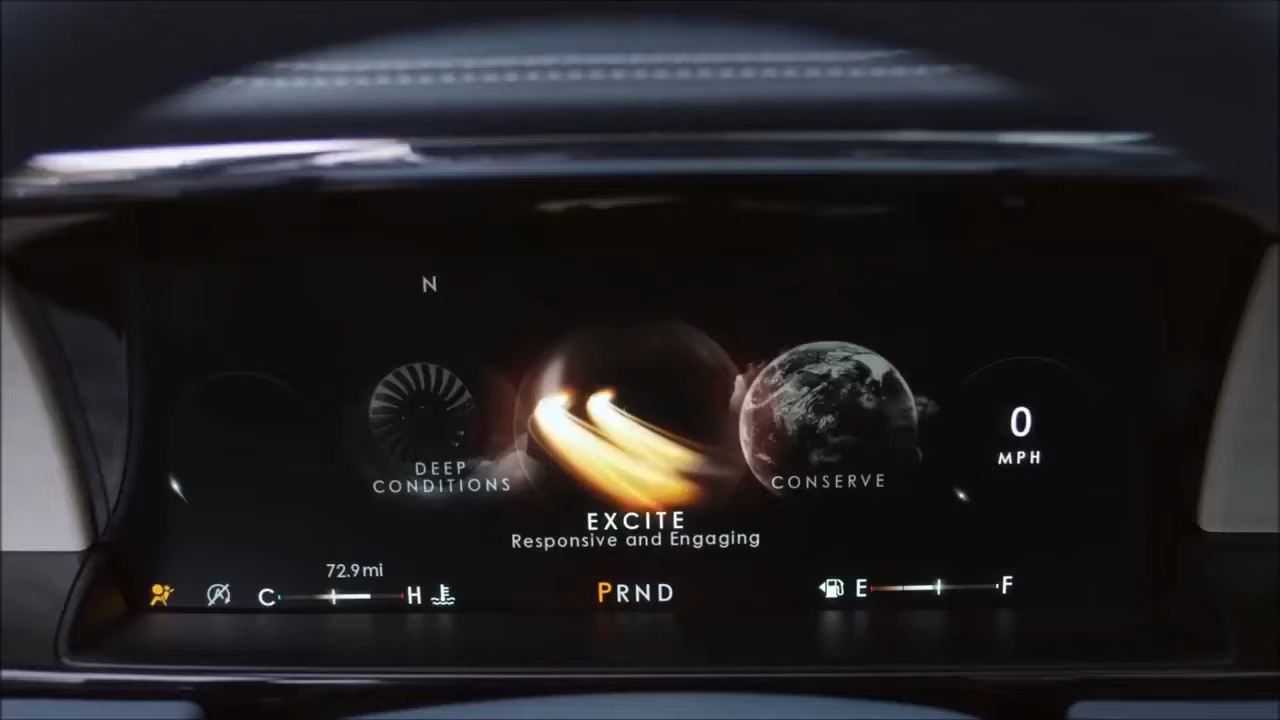 N
DEEP
CONDITIONS
CONSERVE
0
MPH
EXCITE
Responsive and Engaging
72.9mi
C H
PRND
E F